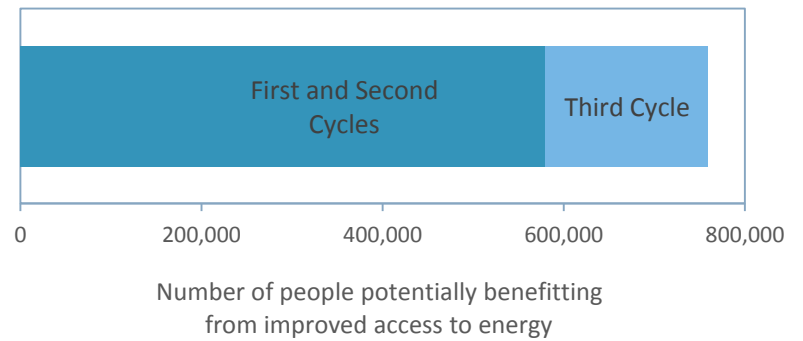 First and Second
Cycles
Third Cycle
0
200,000
400,000
600,000
800,000
Number of people potentially benefitting
from improved access to energy